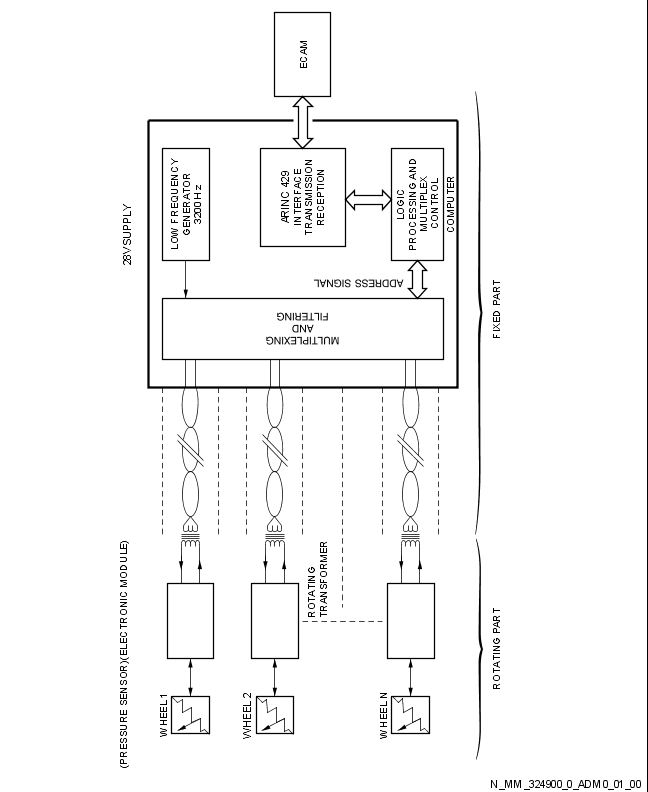 ECAM
28V SUPPLY
LOW FREQUENCY
GENERATOR
3200 Hz
ARINC 429
INTERFACE
TRANSMISSION
RECEPTION
LOGIC
PROCESSING AND
MULTIPLEX
CONTROL
COMPUTER
ADDRESS SIGNAL
MULTIPLEXING
AND
FILTERING
FIXED PART
ROTATING
TRANSFORMER
(PRESSURE SENSOR)(ELECTRONIC MODULE)
WHEEL 1
WHEEL 2
WHEEL N
ROTATING PART
N_MM_324900_0_ADM0_01_00